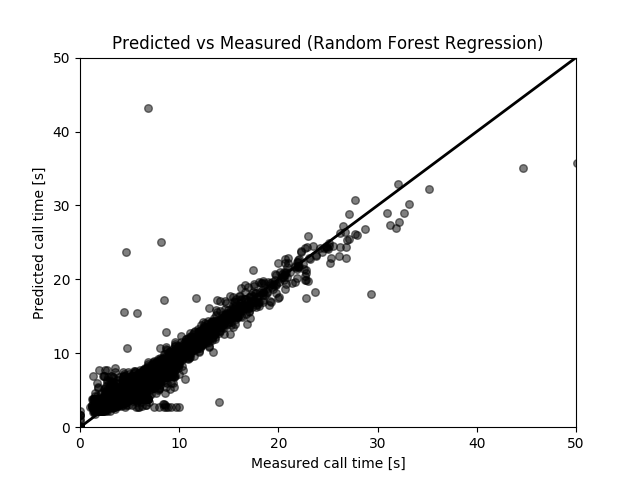 Predicted vs Measured (Random Forest Regression)
50
40
30
20
10
0
Predicted call time [s]
0 10 20 30 40 50
Measured call time [s]